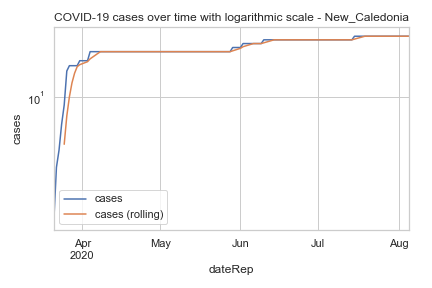 COVID-19 cases over time with logarithmic scale - New_Caledonia
cases
10^1
cases
cases (rolling)
Apr
2020
May
Jun
Jul
Aug
dateRep